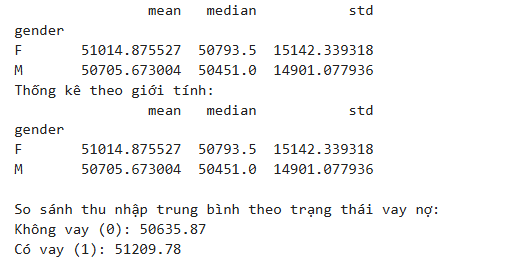 mean median std
gender
F 51014.875527 50793.5 15142.339318
M 50705.673004 50451.0 14901.077936
Thống kê theo giới tính:
mean median std
gender
F 51014.875527 50793.5 15142.339318
M 50705.673004 50451.0 14901.077936
So sánh thu nhập trung bình theo trạng thái vay nợ:
Không vay (0): 50635.87
Có vay (1): 51209.78